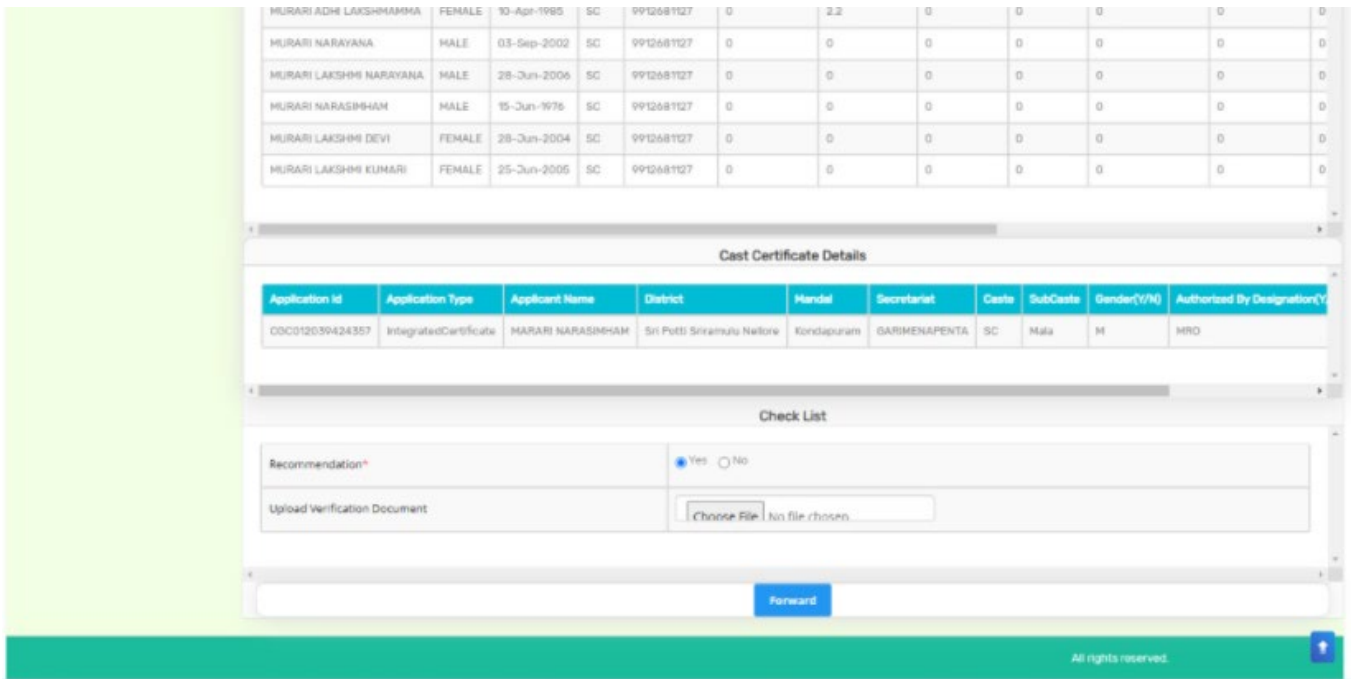 MURARI ADHI LAKSHMAMMA FEMALE 10-Apr-1985 SC 9912681127 0 2.2 0 0 0 0 0
MURARI NARAYANA MALE 03-Sep-2002 SC 9912681127 0 0 0 0 0 0 0
MURARI LAKSHMI NARAYANA MALE 28-Jun-2006 SC 9912681127 0 0 0 0 0 0 0
MURARI NARASIMHAM MALE 15-Jun-1976 SC 9912681127 0 0 0 0 0 0 0
MURARI LAKSHMI DEVI FEMALE 28-Jun-2004 SC 9912681127 0 0 0 0 0 0 0
MURARI LAKSHMI KUMARI FEMALE 25-Jun-2005 SC 9912681127 0 0 0 0 0 0 0
Cast Certificate Details
Application Id Application Type Applicant Name District Mandal Secretariat Caste SubCaste Gender(Y/N) Authorized By Designation(Y/
CGC012039424357 IntegratedCertificate MARARI NARASIMHAM Sri Potti Sriramulu Nellore Kondapuram GARIMENAPENTA SC Mala M MRO
Check List
Recommendation* Yes No
Upload Verification Document Choose File No file chosen
Forward
All rights reserved.